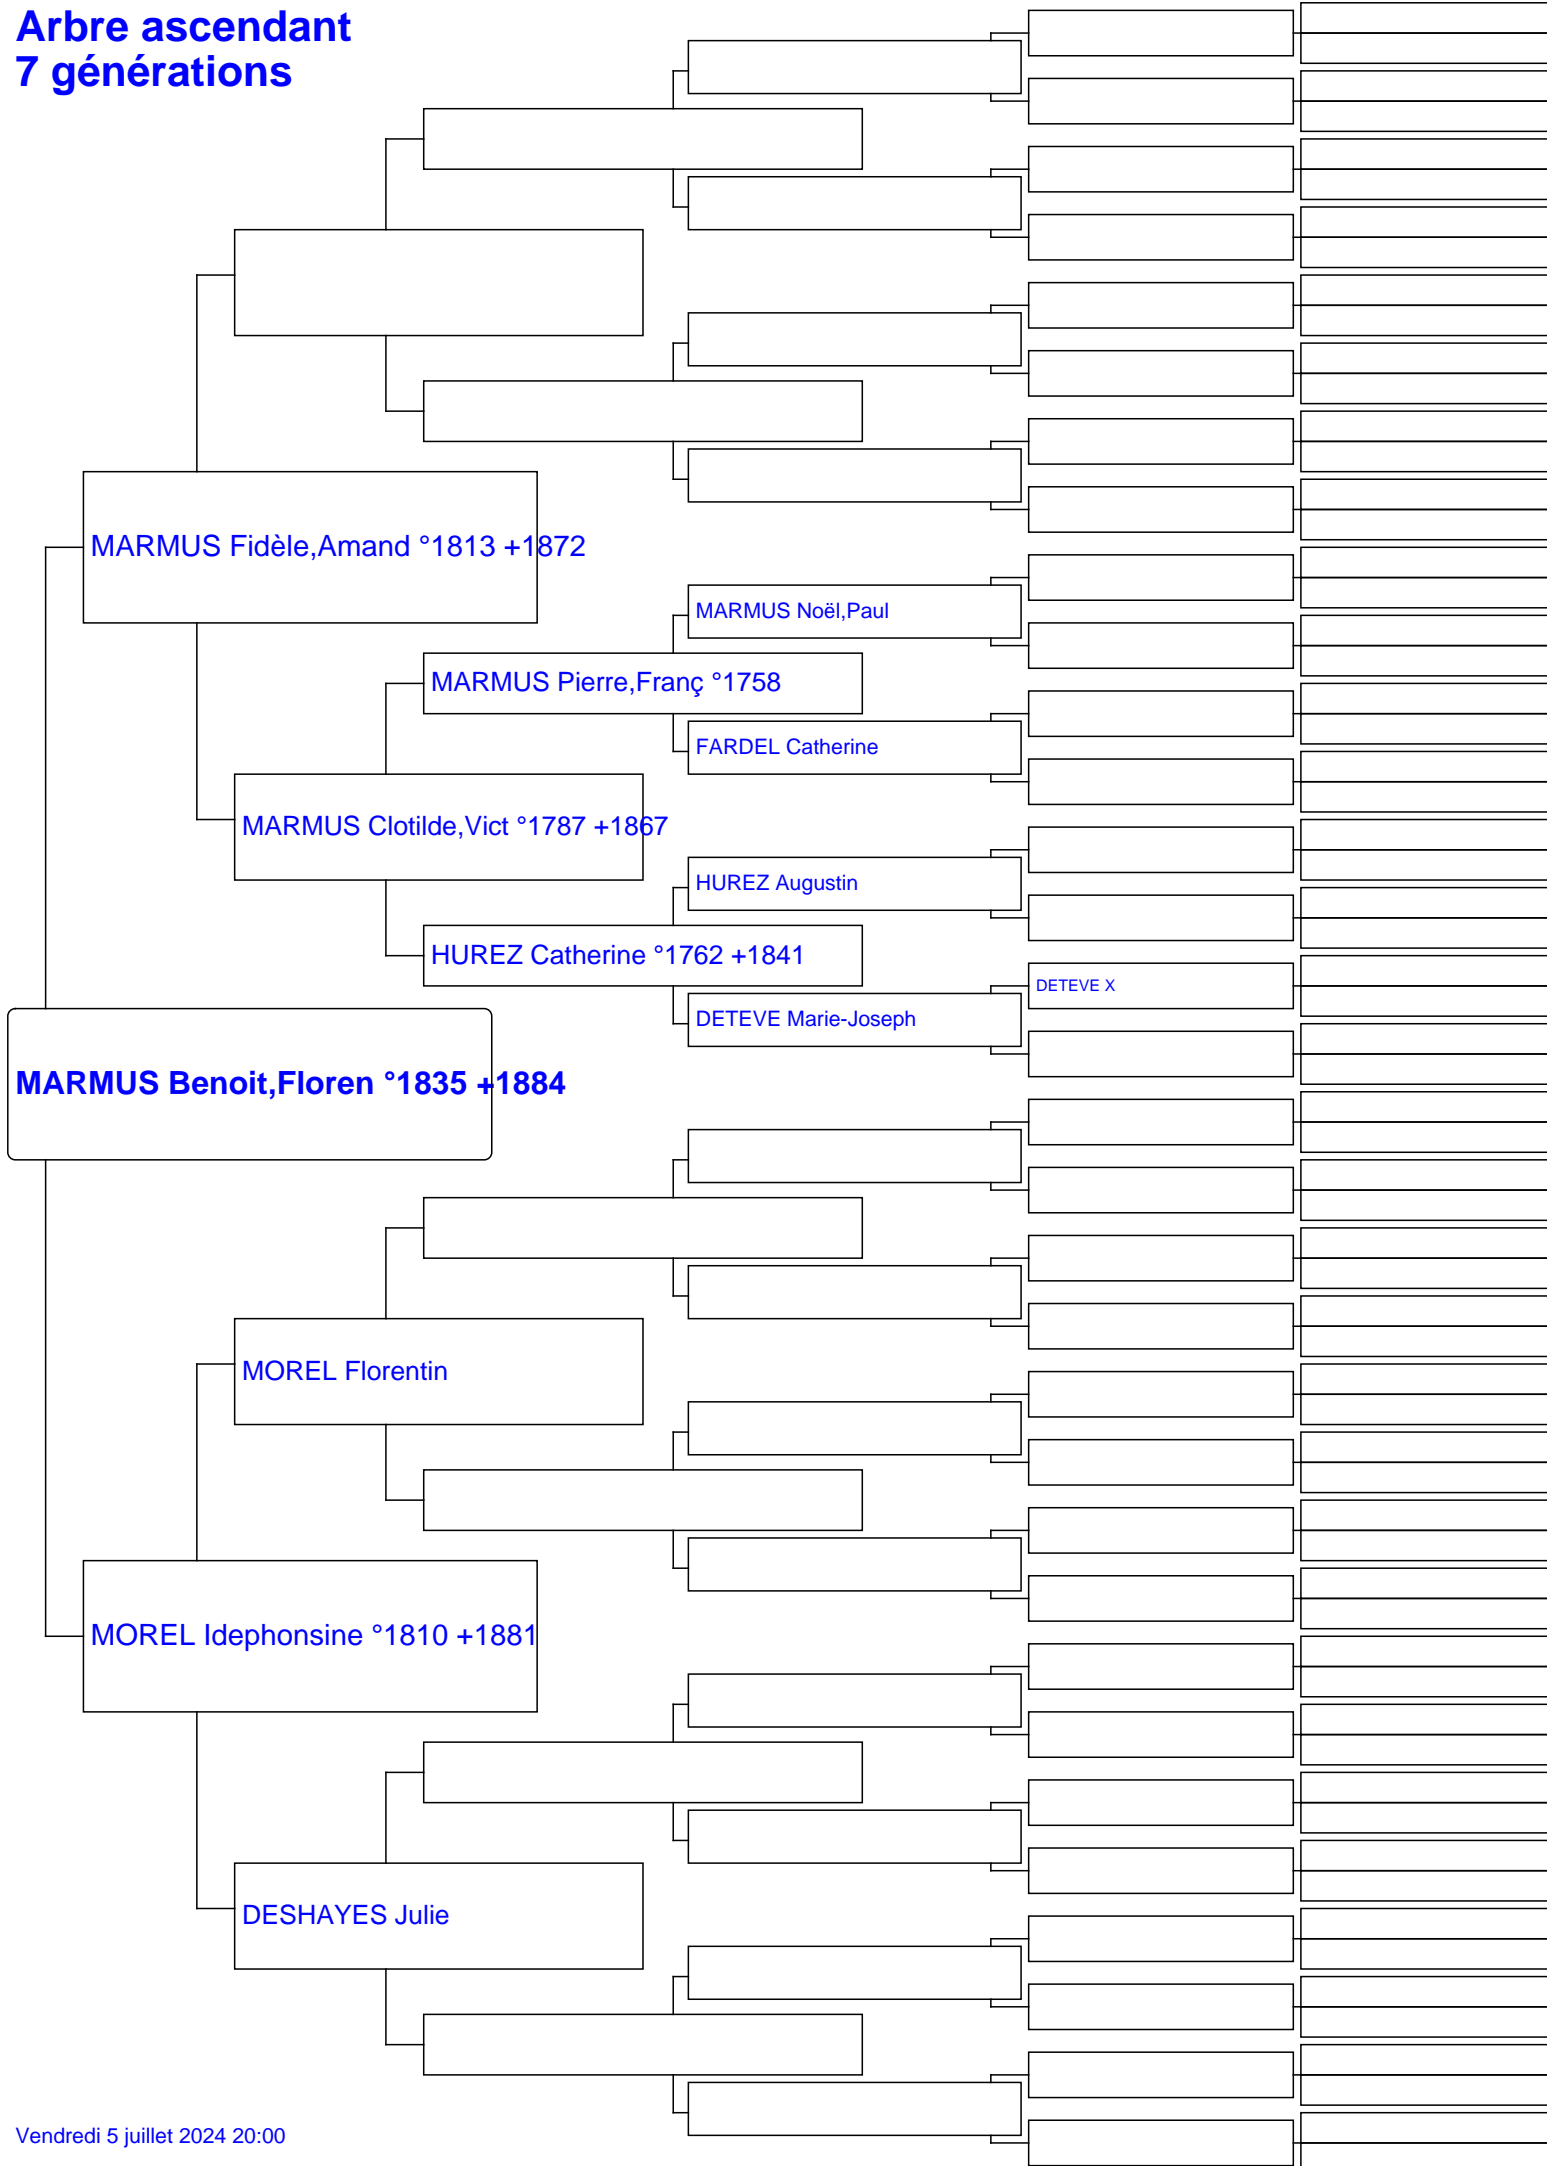 Arbre ascendant
7 générations
MARMUS Fidèle,Amand °1813 +1872
MARMUS Noël,Paul
MARMUS Pierre,Franç °1758
FARDEL Catherine
MARMUS Clotilde,Vict °1787 +1867
HUREZ Augustin
HUREZ Catherine °1762 +1841
DETEVE X
DETEVE Marie-Joseph
MARMUS Benoit,Floren °1835 +1884
MOREL Florentin
MOREL Idephonsine °1810 +1881
DESHAYES Julie
Vendredi 5 juillet 2024 20:00